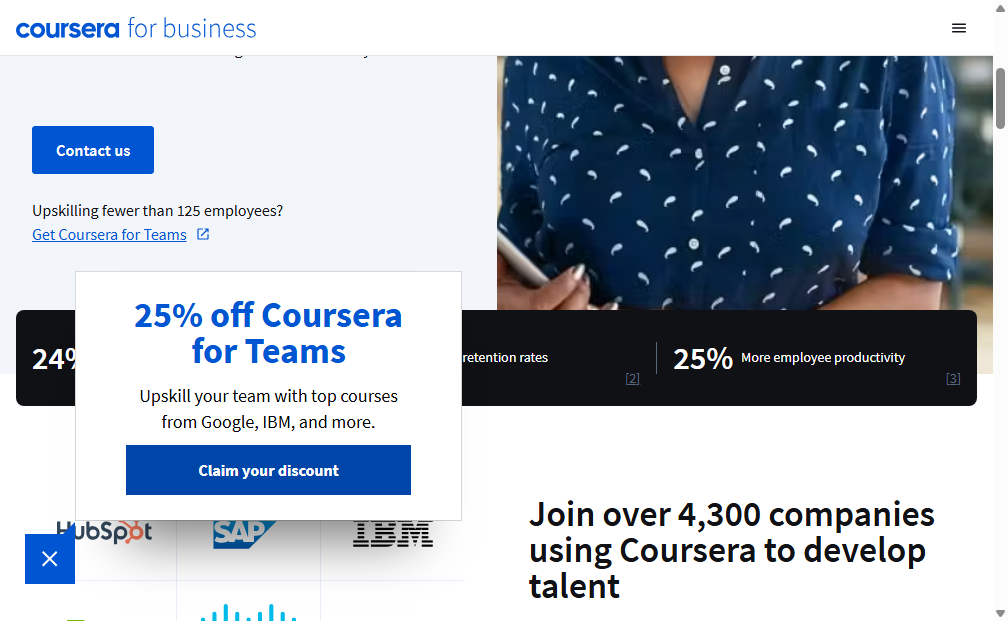 coursera for business
Contact us
Upskilling fewer than 125 employees?
Get Coursera for Teams
25% off Coursera
for Teams
Upskill your team with top courses
from Google, IBM, and more.
Claim your discount
24%
retention rates
[2]
25% More employee productivity
[3]
HubSpot
SAP
IBM
Join over 4,300 companies
using Coursera to develop
talent